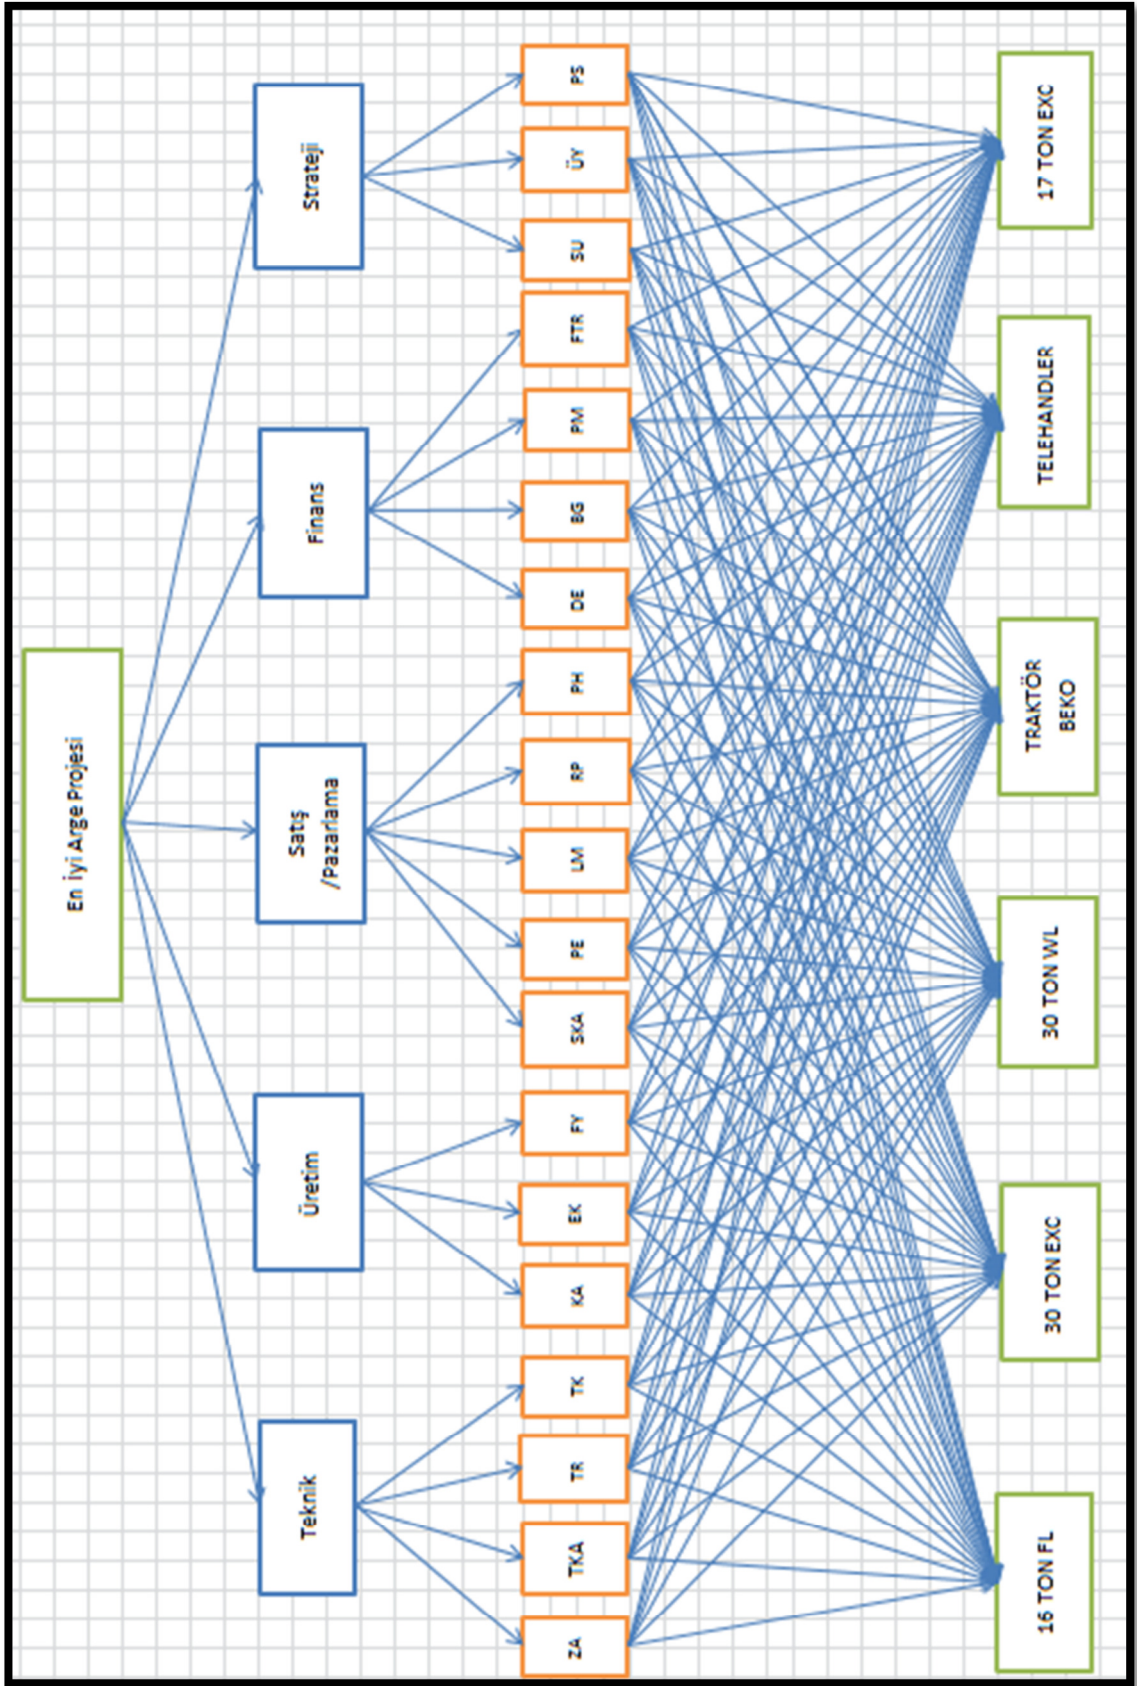 En İyi Arge Projesi
Teknik
Üretim
Satış
/Pazarlama
Finans
Strateji
ZA
TKA
TR
TK
KA
EK
FY
SKA
PE
LM
RP
PH
DE
BG
PM
FTR
SU
ÜY
PS
16 TON FL
30 TON EXC
30 TON WL
TRAKTÖR
BEKO
TELEHANDLER
17 TON EXC